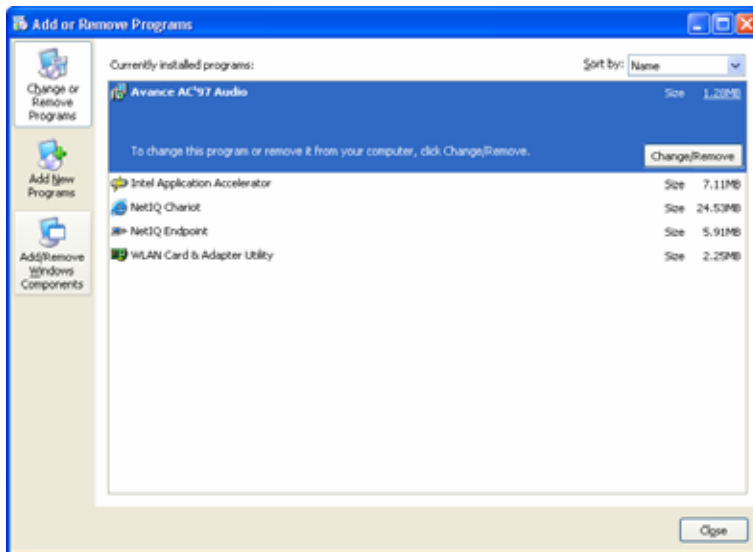 Add or Remove Programs
Change or
Remove
Programs
Add New
Programs
Add/Remove
Windows
Components
Currently installed programs:
Sort by: Name
Avance AC'97 Audio Size 1.28MB
To change this program or remove it from your computer, click Change/Remove. Change/Remove
Intel Application Accelerator Size 7.11MB
NetIQ Chariot Size 24.53MB
NetIQ Endpoint Size 5.91MB
WLAN Card & Adapter Utility Size 2.25MB
Close